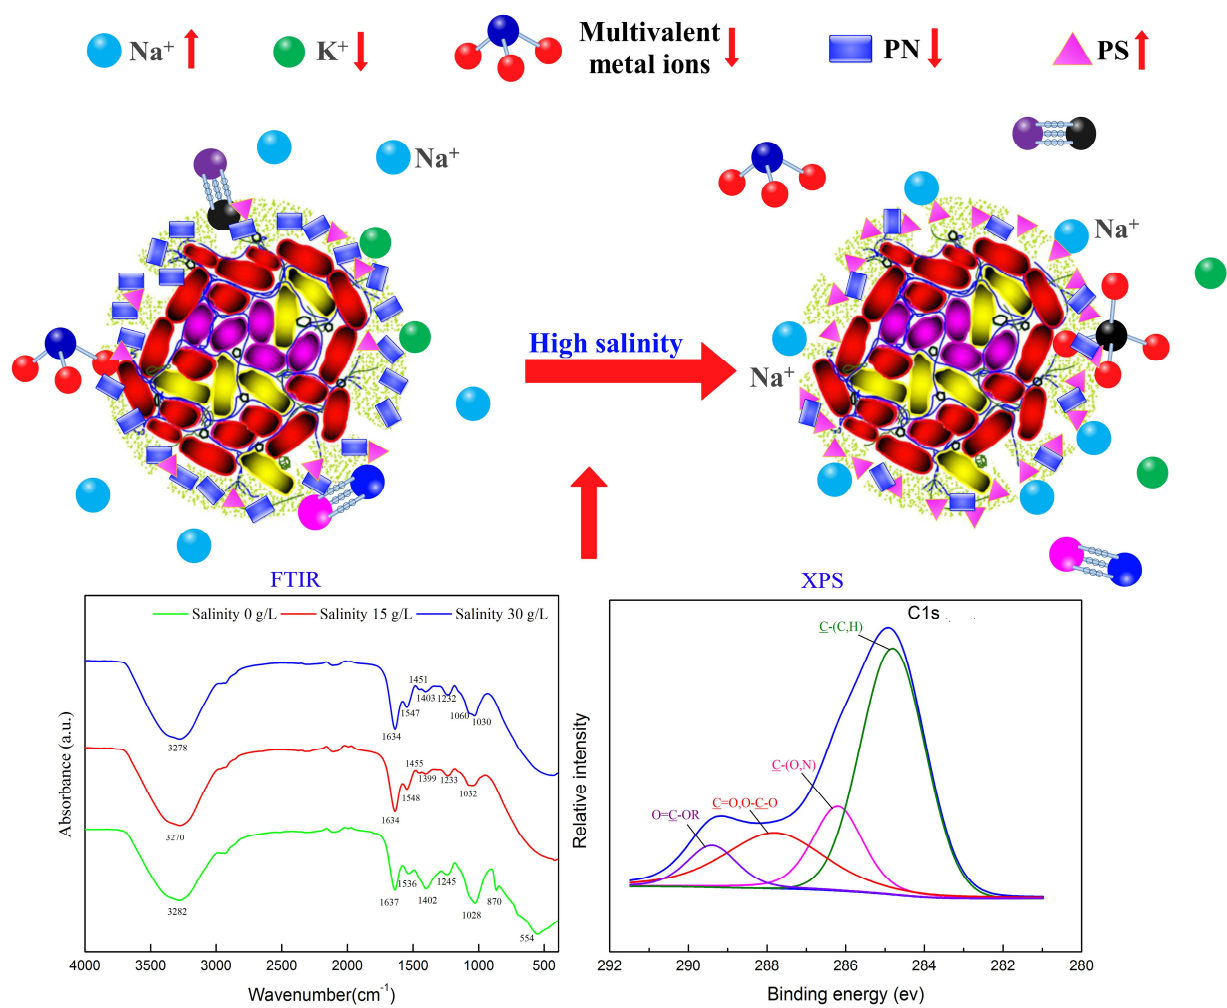 Na+
K+
Multivalent
metal ions
PN
PS
Na+
Na+
High salinity
Na+
FTIR
Salinity 0 g/L
Salinity 15 g/L
Salinity 30 g/L
Absorbance (a.u.)
3278
1634
1547
1451
1403
1232
1060
1030
3270
1634
1548
1455
1399
1233
1032
3282
1637
1536
1402
1245
1028
870
554
4000
3500
3000
2500
2000
1500
1000
500
Wavenumber(cm-1)
XPS
C1s
C-(C,H)
C-(O,N)
C=O,O-C-O
O=C-OR
Relative intensity
292
290
288
286
284
282
280
Binding energy (ev)